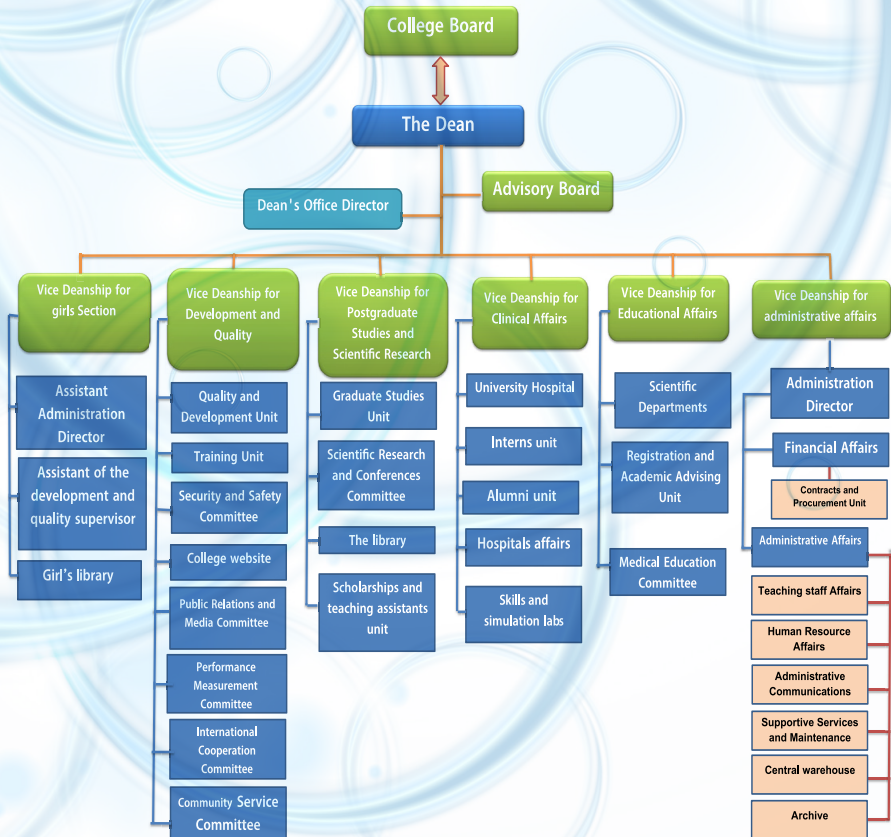 College Board
The Dean
Advisory Board
Dean's Office Director
Vice Deanship for
girls Section
Assistant
Administration
Director
Assistant of the
development and
quality supervisor
Girl's library
Vice Deanship for
Development and
Quality
Quality and
Development Unit
Training Unit
Security and Safety
Committee
College website
Public Relations and
Media Committee
Performance
Measurement
Committee
International
Cooperation
Committee
Community Service
Committee
Vice Deanship for
Postgraduate
Studies and
Scientific Research
Graduate Studies
Unit
Scientific Research
and Conferences
Committee
The library
Scholarships and
teaching assistants
unit
Vice Deanship for
Clinical Affairs
University Hospital
Interns unit
Alumni unit
Hospitals affairs
Skills and
simulation labs
Vice Deanship for
Educational Affairs
Scientific
Departments
Registration and
Academic Advising
Unit
Medical Education
Committee
Vice Deanship for
administrative affairs
Administration
Director
Financial Affairs
Contracts and
Procurement Unit
Administrative Affairs
Teaching staff Affairs
Human Resource
Affairs
Administrative
Communications
Supportive Services
and Maintenance
Central warehouse
Archive